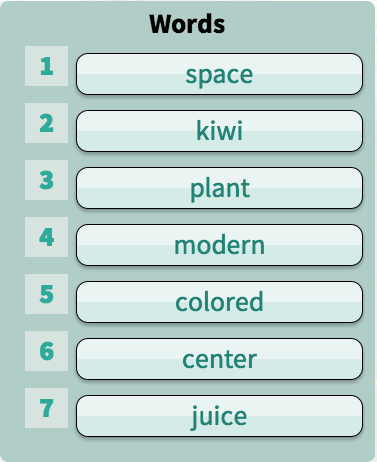 Words
1 space
2 kiwi
3 plant
4 modern
5 colored
6 center
7 juice